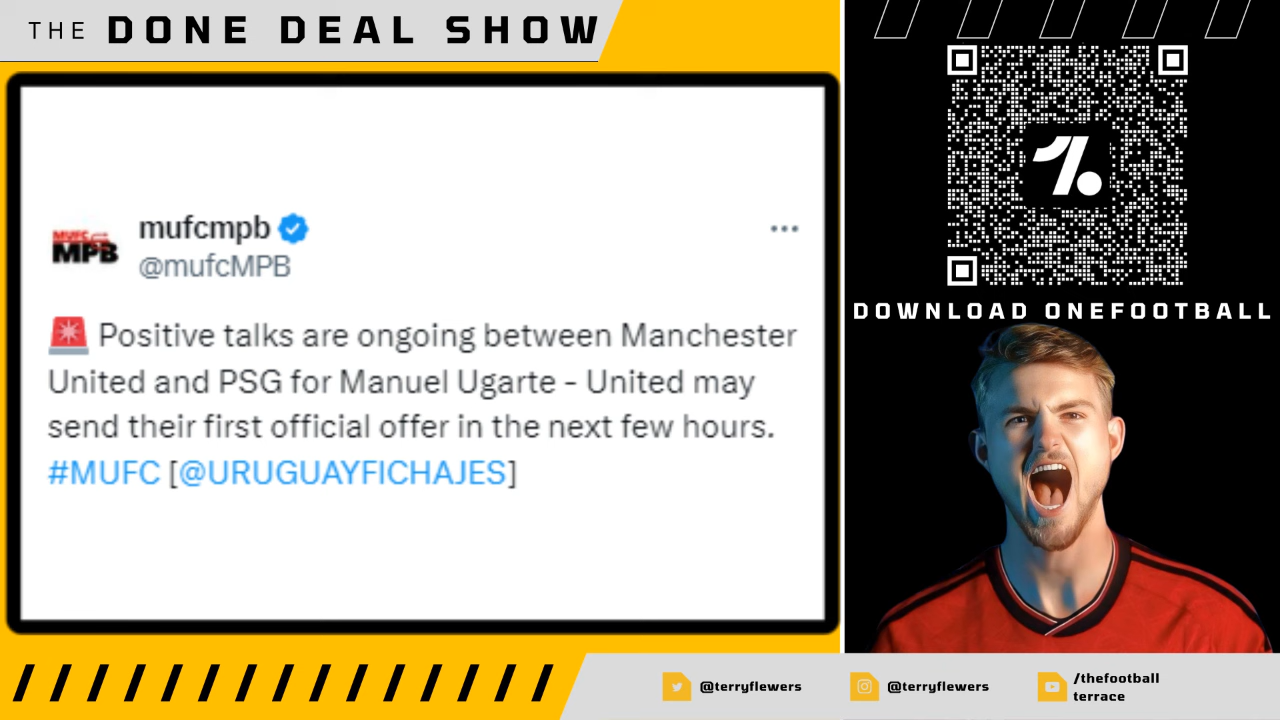 THE DONE DEAL SHOW
MUFC
MPB
mufcmpb
@mufcMPB
🚨 Positive talks are ongoing between Manchester
United and PSG for Manuel Ugarte - United may
send their first official offer in the next few hours.
#MUFC [@URUGUAYFICHAJES]
DOWNLOAD ONEFOOTBALL
@terryflewers
@terryflewers
/thefootball
terrace